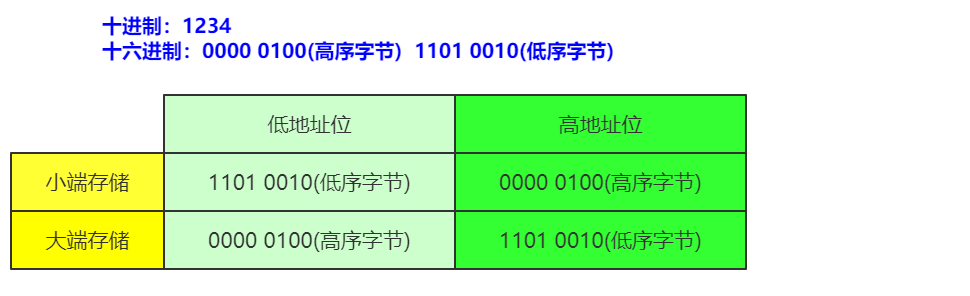 十进制：1234
十六进制：0000 0100(高序字节)  1101 0010(低序字节)
低地址位 高地址位
小端存储 1101 0010(低序字节) 0000 0100(高序字节)
大端存储 0000 0100(高序字节) 1101 0010(低序字节)